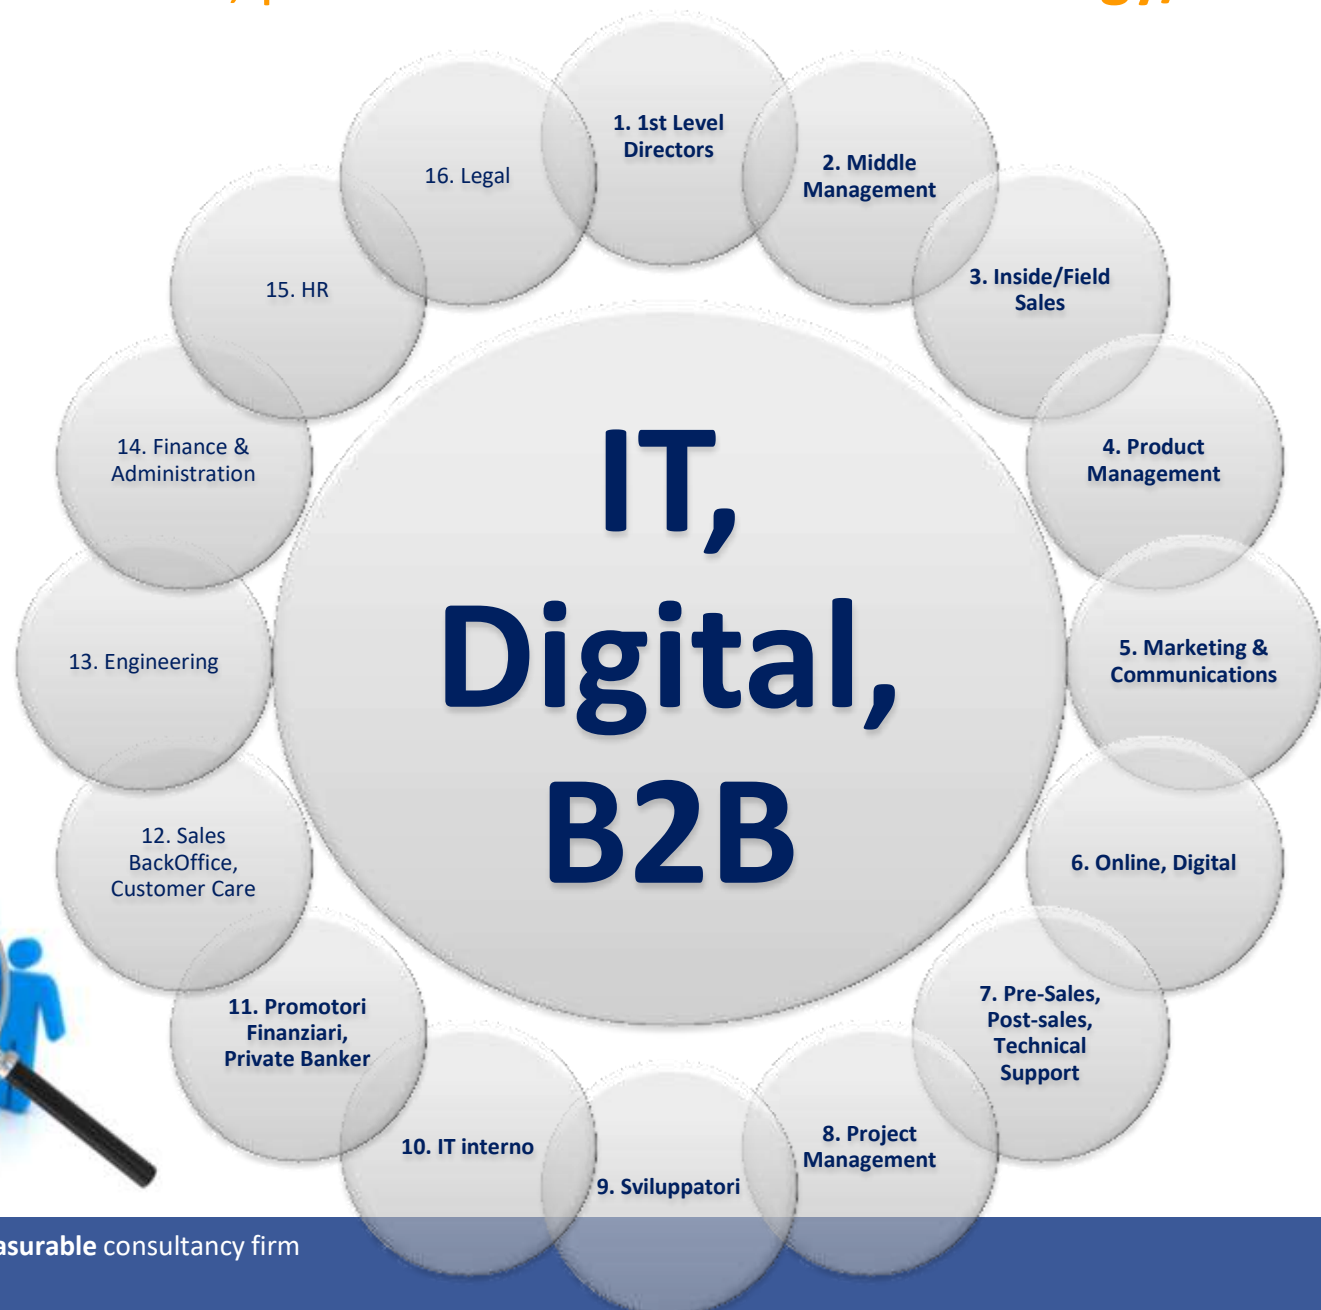 1. 1st Level
Directors
2. Middle
Management
3. Inside/Field
Sales
4. Product
Management
5. Marketing &
Communications
6. Online, Digital
7. Pre-Sales,
Post-sales,
Technical
Support
8. Project
Management
9. Sviluppatori
10. IT interno
11. Promotori
Finanziari,
Private Banker
12. Sales
BackOffice,
Customer Care
13. Engineering
14. Finance &
Administration
15. HR
16. Legal
IT,
Digital,
B2B
consultancy firm